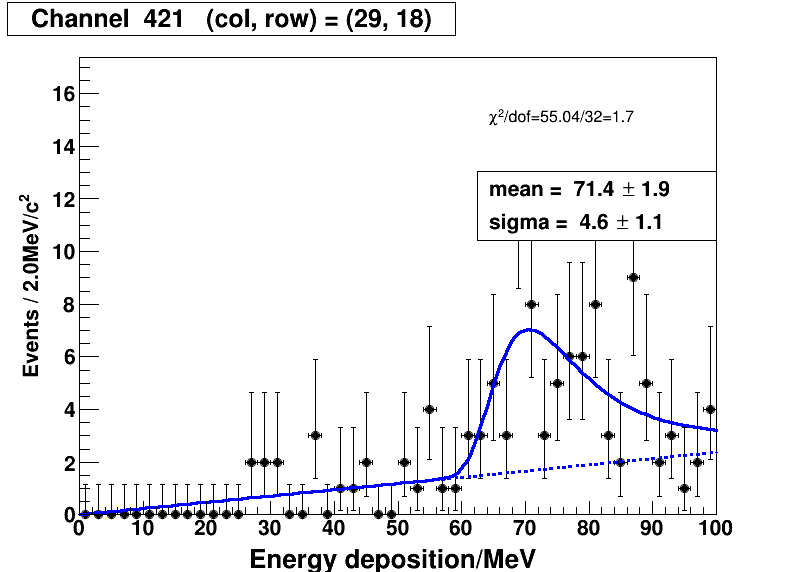 Channel 421 (col, row) = (29, 18)
χ²/dof=55.04/32=1.7
mean = 71.4 ± 1.9
sigma = 4.6 ± 1.1
Events / 2.0MeV/c²
16
14
12
10
8
6
4
2
0
0 10 20 30 40 50 60 70 80 90 100
Energy deposition/MeV